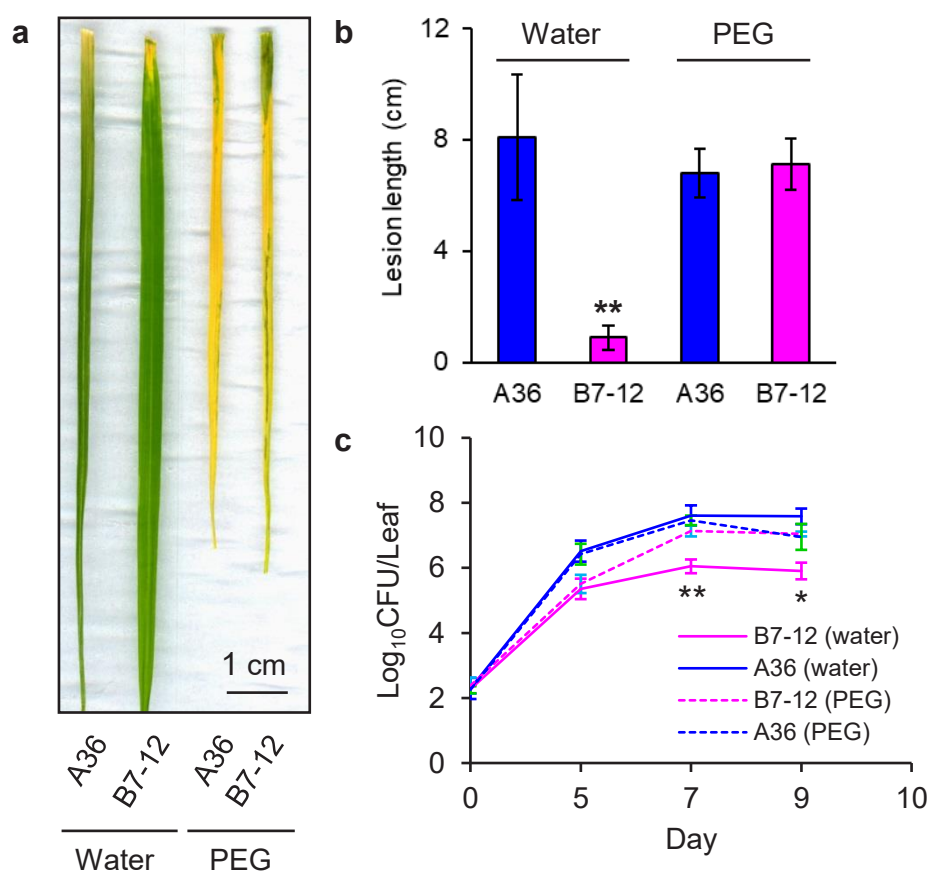 a
1 cm
A36
B7-12
A36
B7-12
Water
PEG
b
Water
PEG
12
8
4
0
Lesion length (cm)
**
A36
B7-12
A36
B7-12
c
10
8
6
4
2
0
Log₁₀CFU/Leaf
**
*
B7-12 (water)
A36 (water)
B7-12 (PEG)
A36 (PEG)
0
5
7
9
10
Day